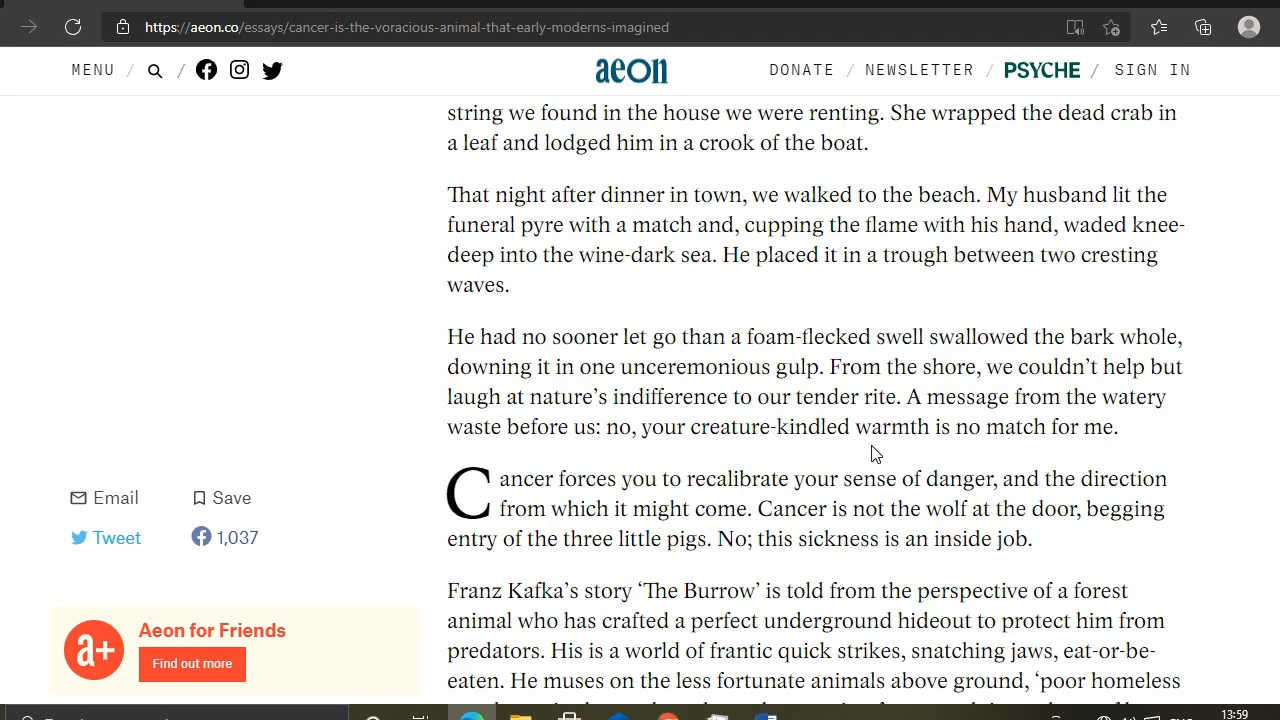 https://aeon.co/essays/cancer-is-the-voracious-animal-that-early-moderns-imagined
MENU / / aeon DONATE / NEWSLETTER / PSYCHE / SIGN IN
string we found in the house we were renting. She wrapped the dead crab in
a leaf and lodged him in a crook of the boat.
That night after dinner in town, we walked to the beach. My husband lit the
funeral pyre with a match and, cupping the flame with his hand, waded knee-
deep into the wine-dark sea. He placed it in a trough between two cresting
waves.
He had no sooner let go than a foam-flecked swell swallowed the bark whole,
downing it in one unceremonious gulp. From the shore, we couldn’t help but
laugh at nature’s indifference to our tender rite. A message from the watery
waste before us: no, your creature-kindled warmth is no match for me.
Cancer forces you to recalibrate your sense of danger, and the direction
from which it might come. Cancer is not the wolf at the door, begging
entry of the three little pigs. No; this sickness is an inside job.
Franz Kafka’s story ‘The Burrow’ is told from the perspective of a forest
animal who has crafted a perfect underground hideout to protect him from
predators. His is a world of frantic quick strikes, snatching jaws, eat-or-be-
eaten. He muses on the less fortunate animals above ground, ‘poor homeless
Email Save
Tweet 1,037
a+ Aeon for Friends
Find out more
13:59